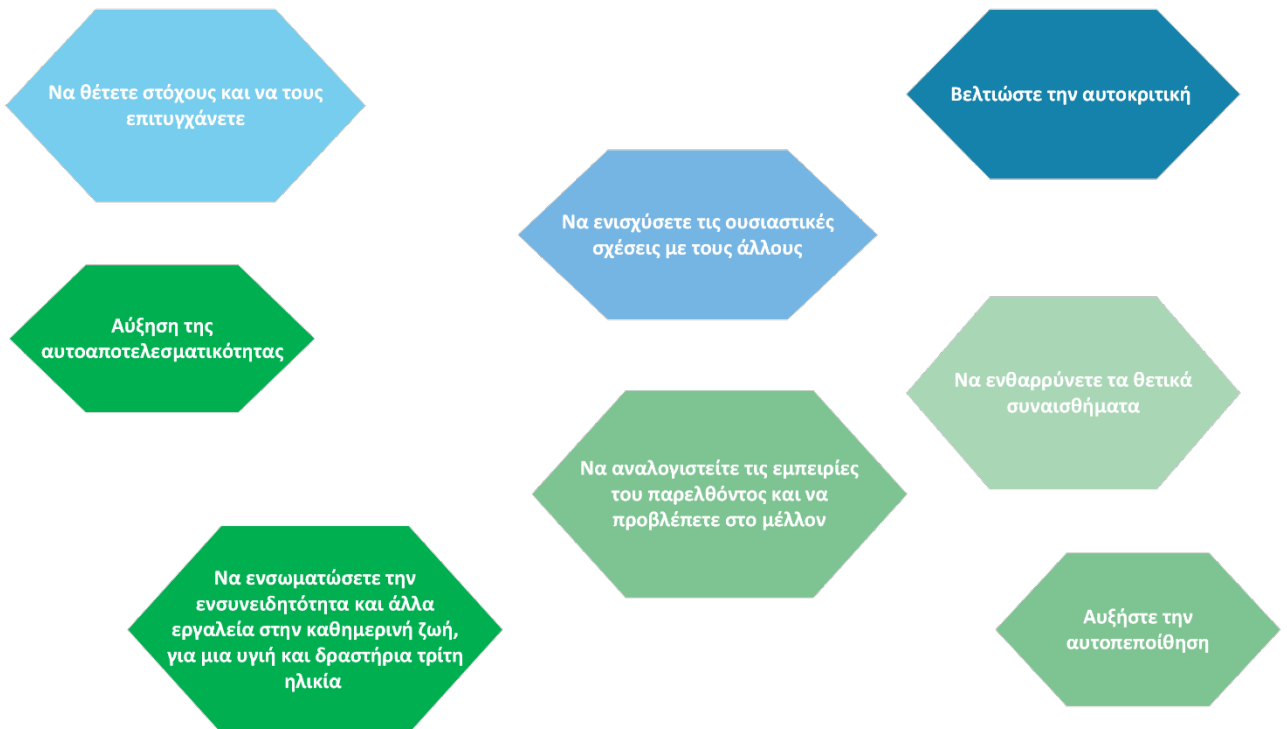 Να θέτετε στόχους και να τους
επιτυγχάνετε
Βελτιώστε την αυτοκριτική
Να ενισχύσετε τις ουσιαστικές
σχέσεις με τους άλλους
Αύξηση της
αυτοαποτελεσματικότητας
Να ενθαρρύνετε τα θετικά
συναισθήματα
Να αναλογιστείτε τις εμπειρίες
του παρελθόντος και να
προβλέπετε στο μέλλον
Να ενσωματώσετε την
ενσυνειδητότητα και άλλα
εργαλεία στην καθημερινή ζωή,
για μια υγιή και δραστήρια τρίτη
ηλικία
Αυξήστε την
αυτοπεποίθηση